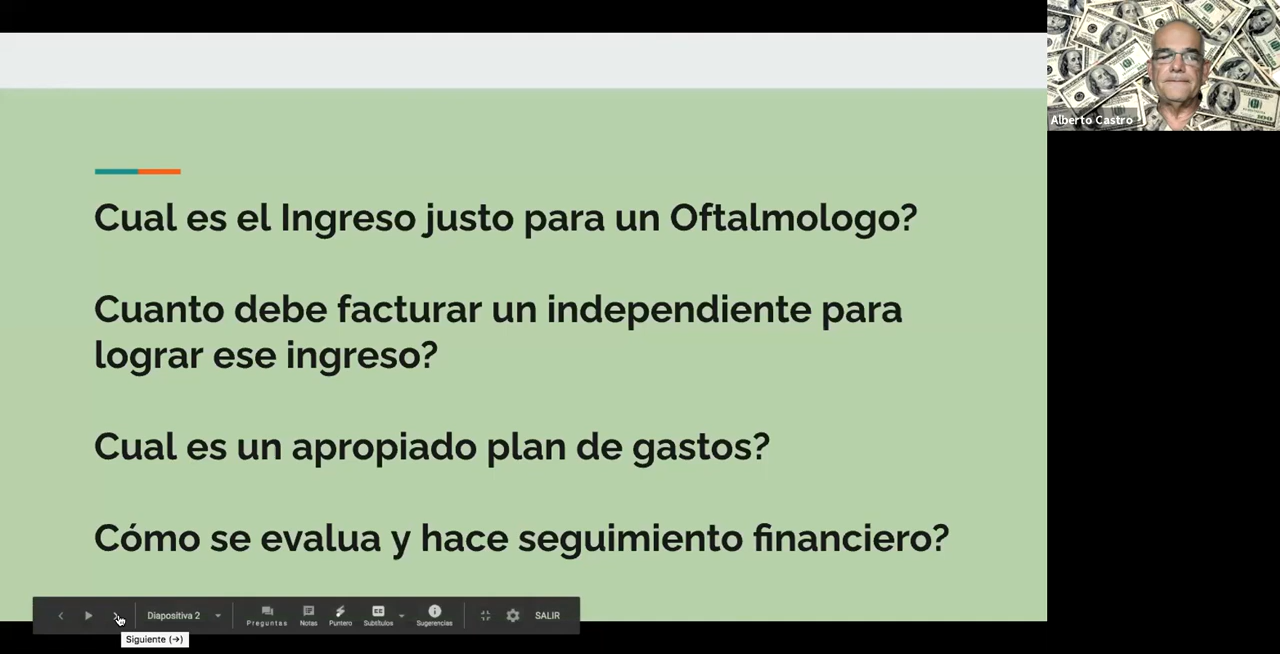 Alberto Castro
Cual es el Ingreso justo para un Oftalmologo?
Cuanto debe facturar un independiente para
lograr ese ingreso?
Cual es un apropiado plan de gastos?
Cómo se evalua y hace seguimiento financiero?
Diapositiva 2
Preguntas
Notas
Puntero
Subtítulos
Sugerencias
SALIR
Siguiente (→)